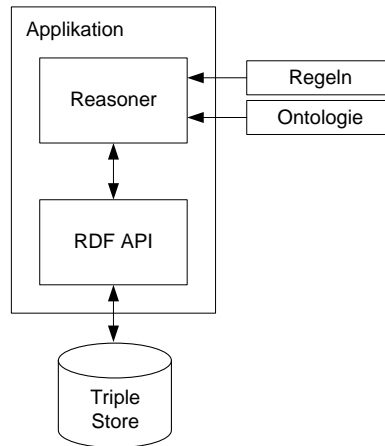 Applikation
Reasoner
Regeln
Ontologie
RDF API
Triple
Store